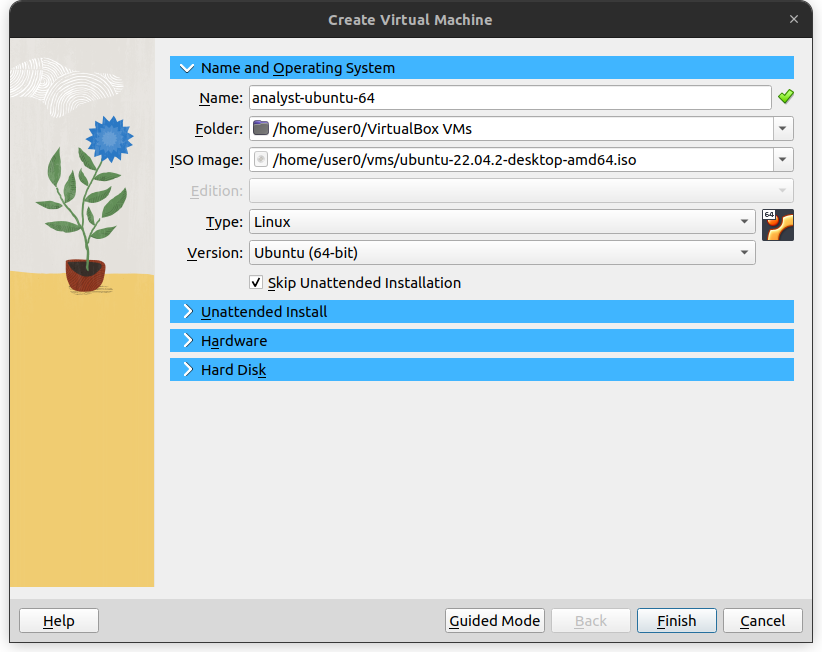 Create Virtual Machine ×
Name and Operating System
Name: analyst-ubuntu-64
Folder: /home/user0/VirtualBox VMs
ISO Image: /home/user0/vms/ubuntu-22.04.2-desktop-amd64.iso
Edition:
Type: Linux 64
Version: Ubuntu (64-bit)
Skip Unattended Installation
Unattended Install
Hardware
Hard Disk
Help Guided Mode Back Finish Cancel